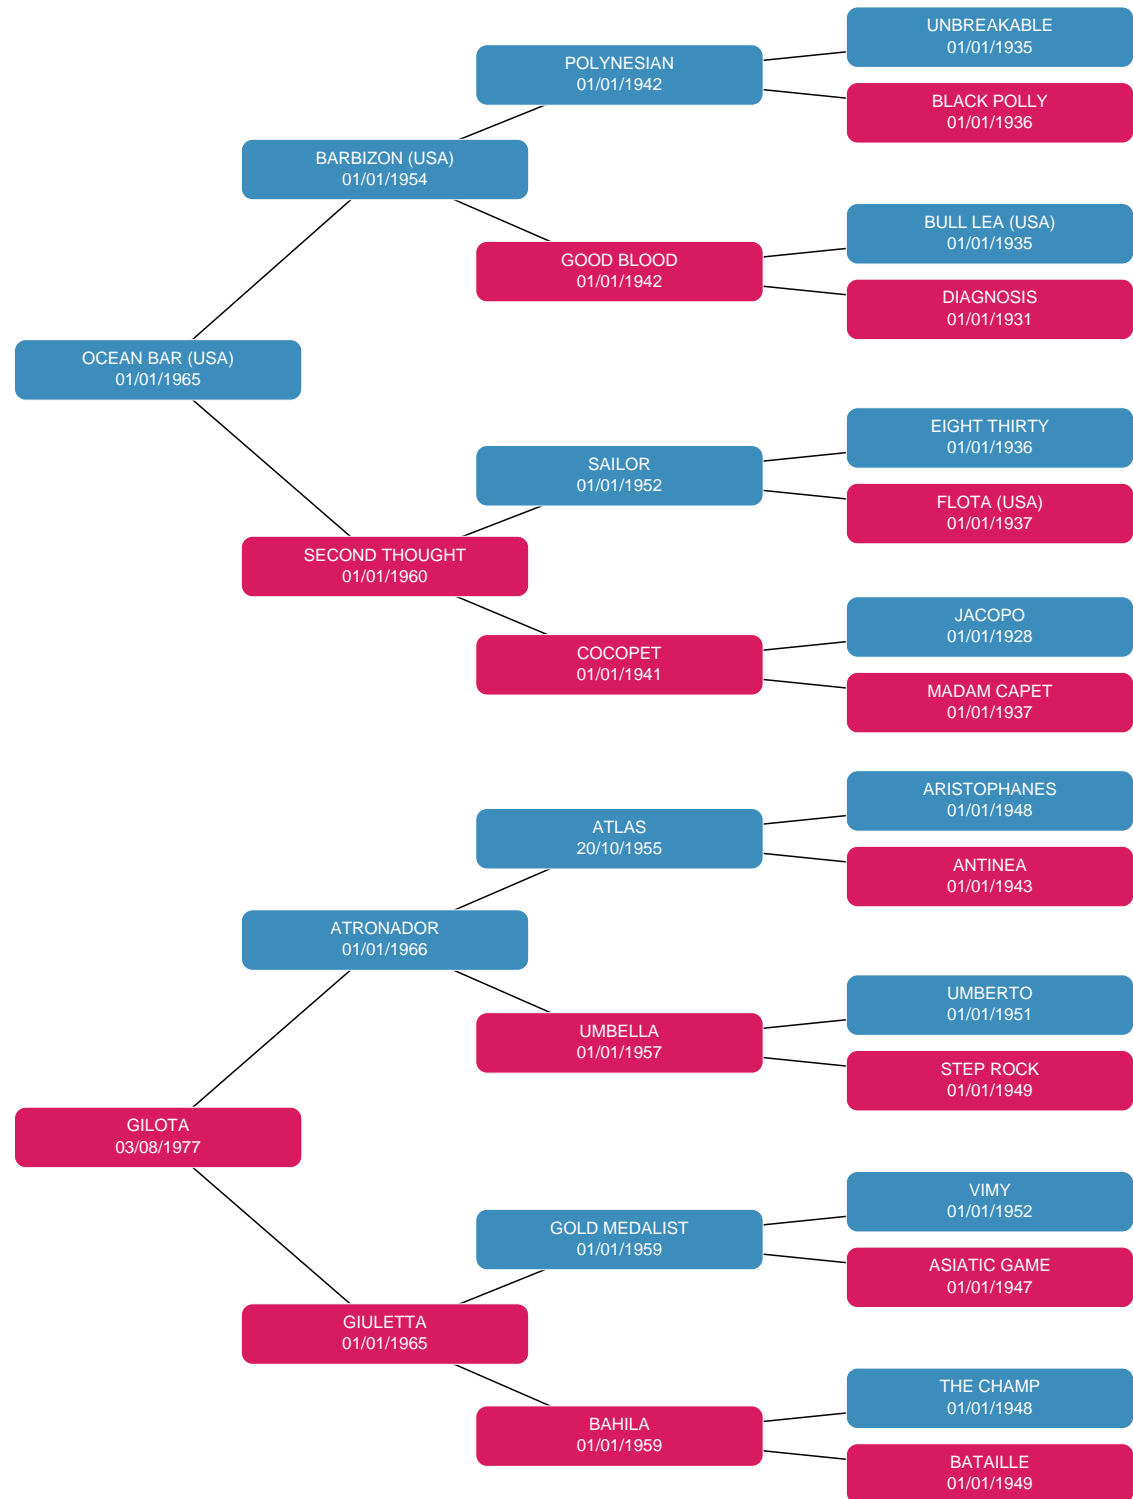 UNBREAKABLE
01/01/1935
POLYNESIAN
01/01/1942
BLACK POLLY
01/01/1936
BARBIZON (USA)
01/01/1954
BULL LEA (USA)
01/01/1935
GOOD BLOOD
01/01/1942
DIAGNOSIS
01/01/1931
OCEAN BAR (USA)
01/01/1965
EIGHT THIRTY
01/01/1936
SAILOR
01/01/1952
FLOTA (USA)
01/01/1937
SECOND THOUGHT
01/01/1960
JACOPO
01/01/1928
COCOPET
01/01/1941
MADAM CAPET
01/01/1937
ARISTOPHANES
01/01/1948
ATLAS
20/10/1955
ANTINEA
01/01/1943
ATRONADOR
01/01/1966
UMBERTO
01/01/1951
UMBELLA
01/01/1957
STEP ROCK
01/01/1949
GILOTA
03/08/1977
VIMY
01/01/1952
GOLD MEDALIST
01/01/1959
ASIATIC GAME
01/01/1947
GIULETTA
01/01/1965
THE CHAMP
01/01/1948
BAHILA
01/01/1959
BATAILLE
01/01/1949